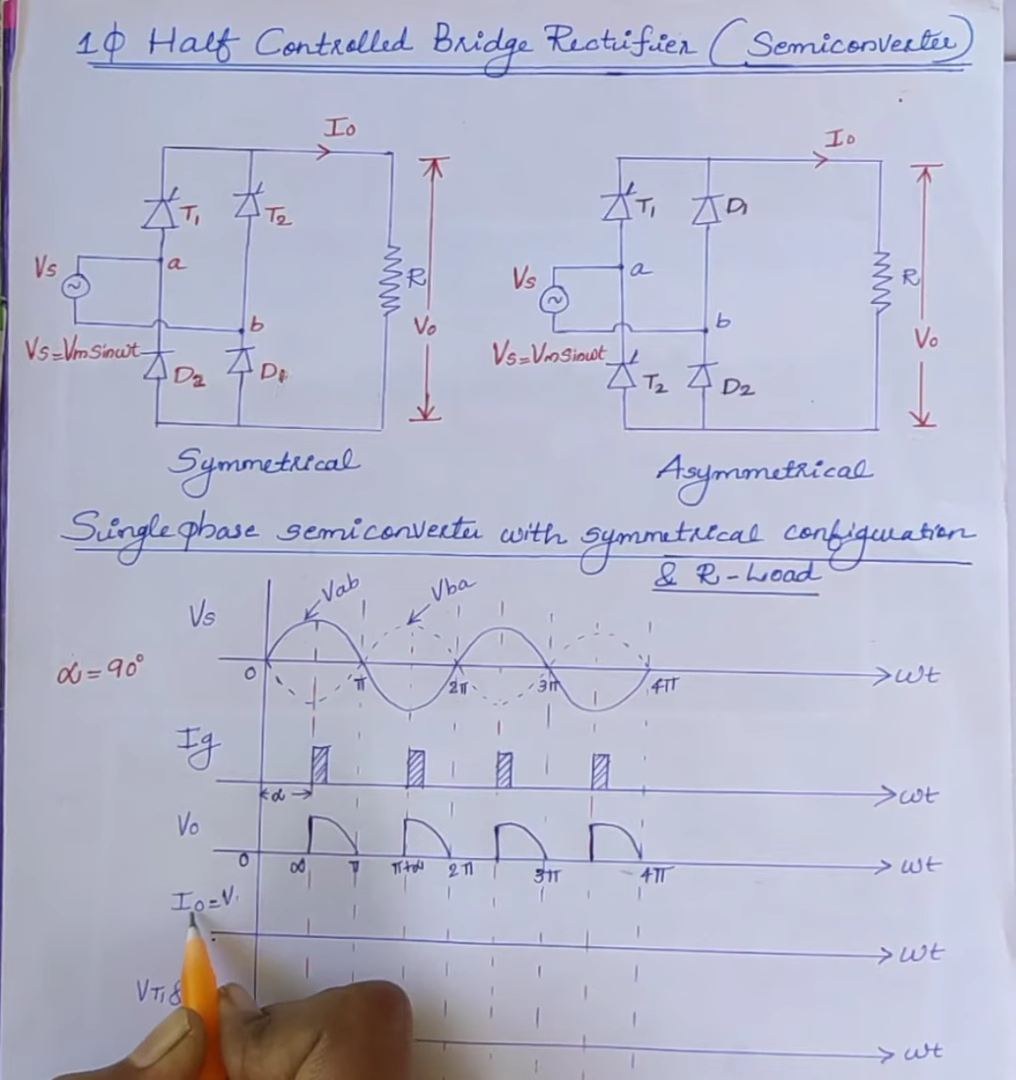 1ϕ Half Controlled Bridge Rectifier (Semiconverter)
Io
T1
T2
Vs
a
R
b
Vo
Vs=Vmsinωt
D2
D1
Symmetrical
Io
T1
D1
Vs
a
R
b
Vo
Vs=Vmsinωt
T2
D2
Asymmetrical
Single phase semiconverter with symmetrical configuration
& R-Load
Vab
Vba
Vs
α=90°
0
π
2π
3π
4π
ωt
Ig
α
ωt
Vo
0
α
π
π+α
2π
3π
4π
ωt
Io=V
ωt
VT1&
ωt